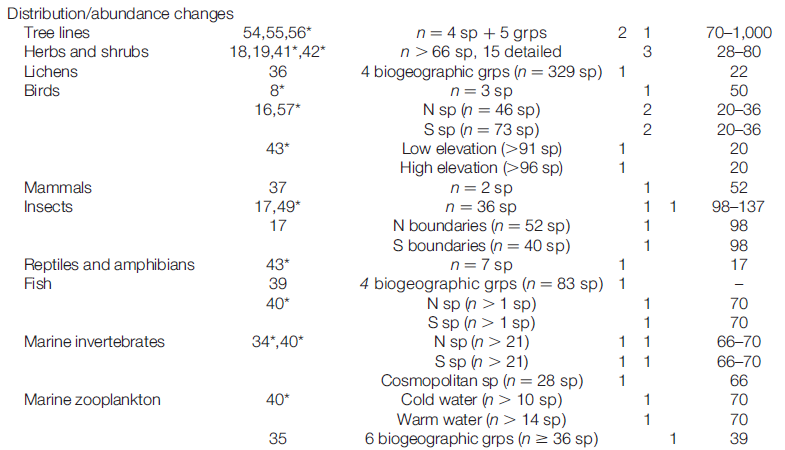 Distribution/abundance changes
Tree lines 54,55,56* n = 4 sp + 5 grps 2 1 70–1,000
Herbs and shrubs 18,19,41*,42* n > 66 sp, 15 detailed 3 28–80
Lichens 36 4 biogeographic grps (n = 329 sp) 1 22
Birds 8* n = 3 sp 1 50
16,57* N sp (n = 46 sp) 2 20–36
S sp (n = 73 sp) 2 20–36
43* Low elevation (>91 sp) 1 20
High elevation (>96 sp) 1 20
Mammals 37 n = 2 sp 1 52
Insects 17,49* n = 36 sp 1 1 98–137
17 N boundaries (n = 52 sp) 1 98
S boundaries (n = 40 sp) 1 98
Reptiles and amphibians 43* n = 7 sp 1 17
Fish 39 4 biogeographic grps (n = 83 sp) 1 –
40* N sp (n > 1 sp) 1 70
S sp (n > 1 sp) 1 70
Marine invertebrates 34*,40* N sp (n > 21) 1 1 66–70
S sp (n > 21) 1 1 66–70
Cosmopolitan sp (n = 28 sp) 1 66
Marine zooplankton 40* Cold water (n > 10 sp) 1 70
Warm water (n > 14 sp) 1 70
35 6 biogeographic grps (n ≥ 36 sp) 1 39